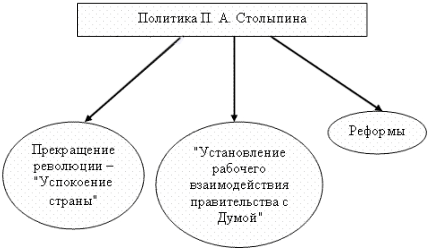 Политика П. А. Столыпина
Прекращение
революции –
"Успокоение
страны"
"Установление
рабочего
взаимодействия
правительства с
Думой"
Реформы